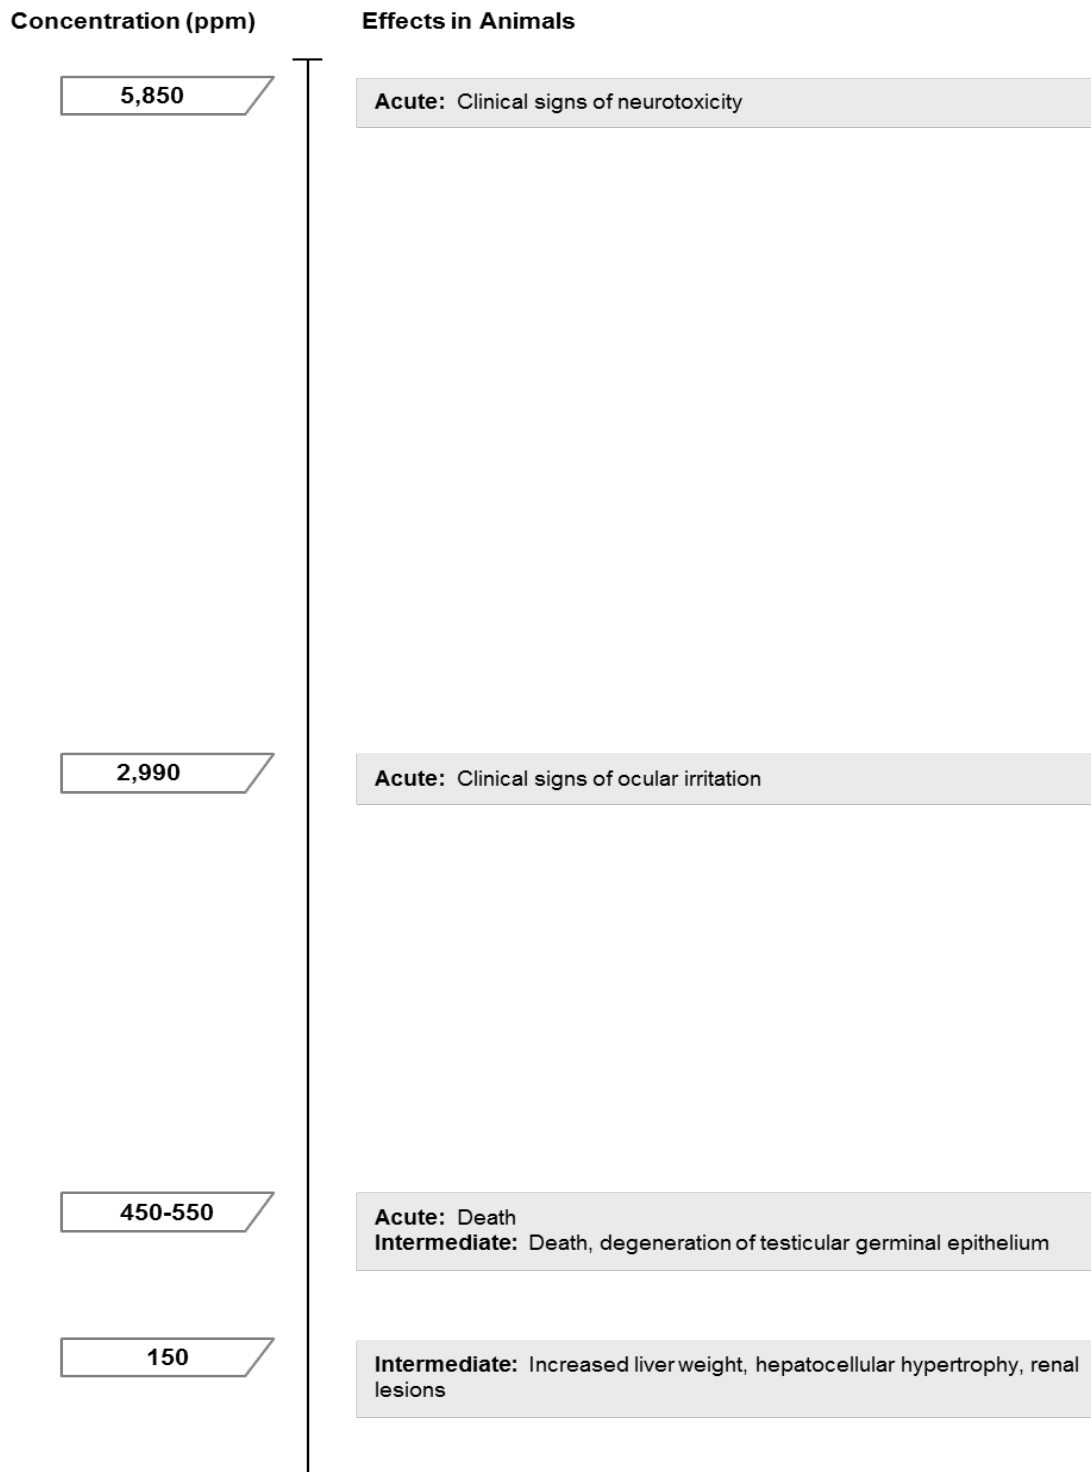 Concentration (ppm) Effects in Animals
5,850
Acute: Clinical signs of neurotoxicity
2,990
Acute: Clinical signs of ocular irritation
450-550
Acute: Death
Intermediate: Death, degeneration of testicular germinal epithelium
150
Intermediate: Increased liver weight, hepatocellular hypertrophy, renal
lesions